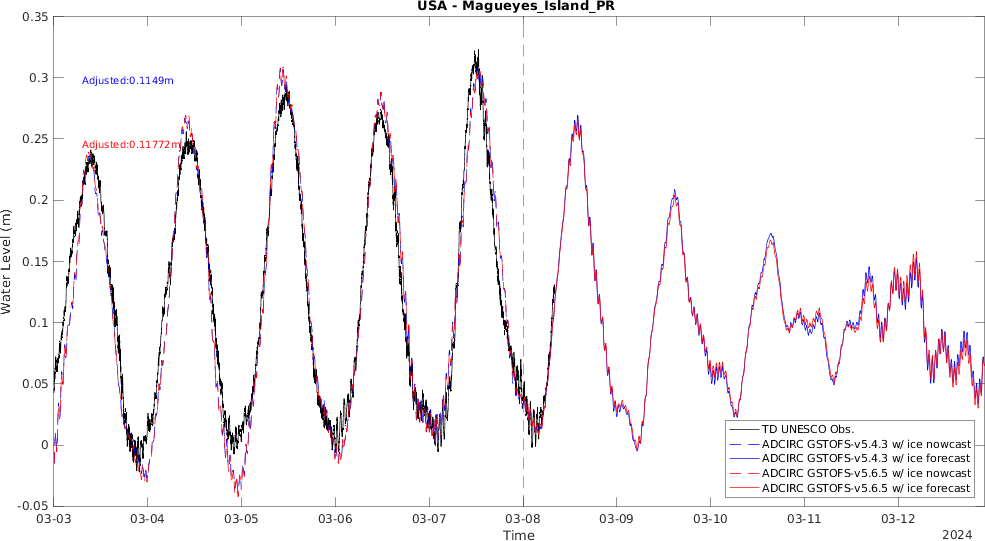 USA - Magueyes_Island_PR
0.35
0.3
0.25
0.2
0.15
0.1
0.05
0
-0.05
Water Level (m)
Adjusted:0.1149m
Adjusted:0.11772m
TD UNESCO Obs.
ADCIRC GSTOFS-v5.4.3 w/ ice nowcast
ADCIRC GSTOFS-v5.4.3 w/ ice forecast
ADCIRC GSTOFS-v5.6.5 w/ ice nowcast
ADCIRC GSTOFS-v5.6.5 w/ ice forecast
03-03 03-04 03-05 03-06 03-07 03-08 03-09 03-10 03-11 03-12
Time
2024